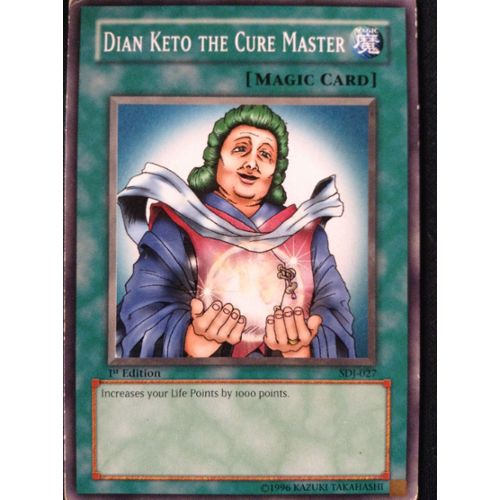 DIAN KETO THE CURE MASTER
MAGIC
魔
[MAGIC CARD]
1st Edition
SDJ-027
Increases your Life Points by 1000 points.
©1996 KAZUKI TAKAHASHI